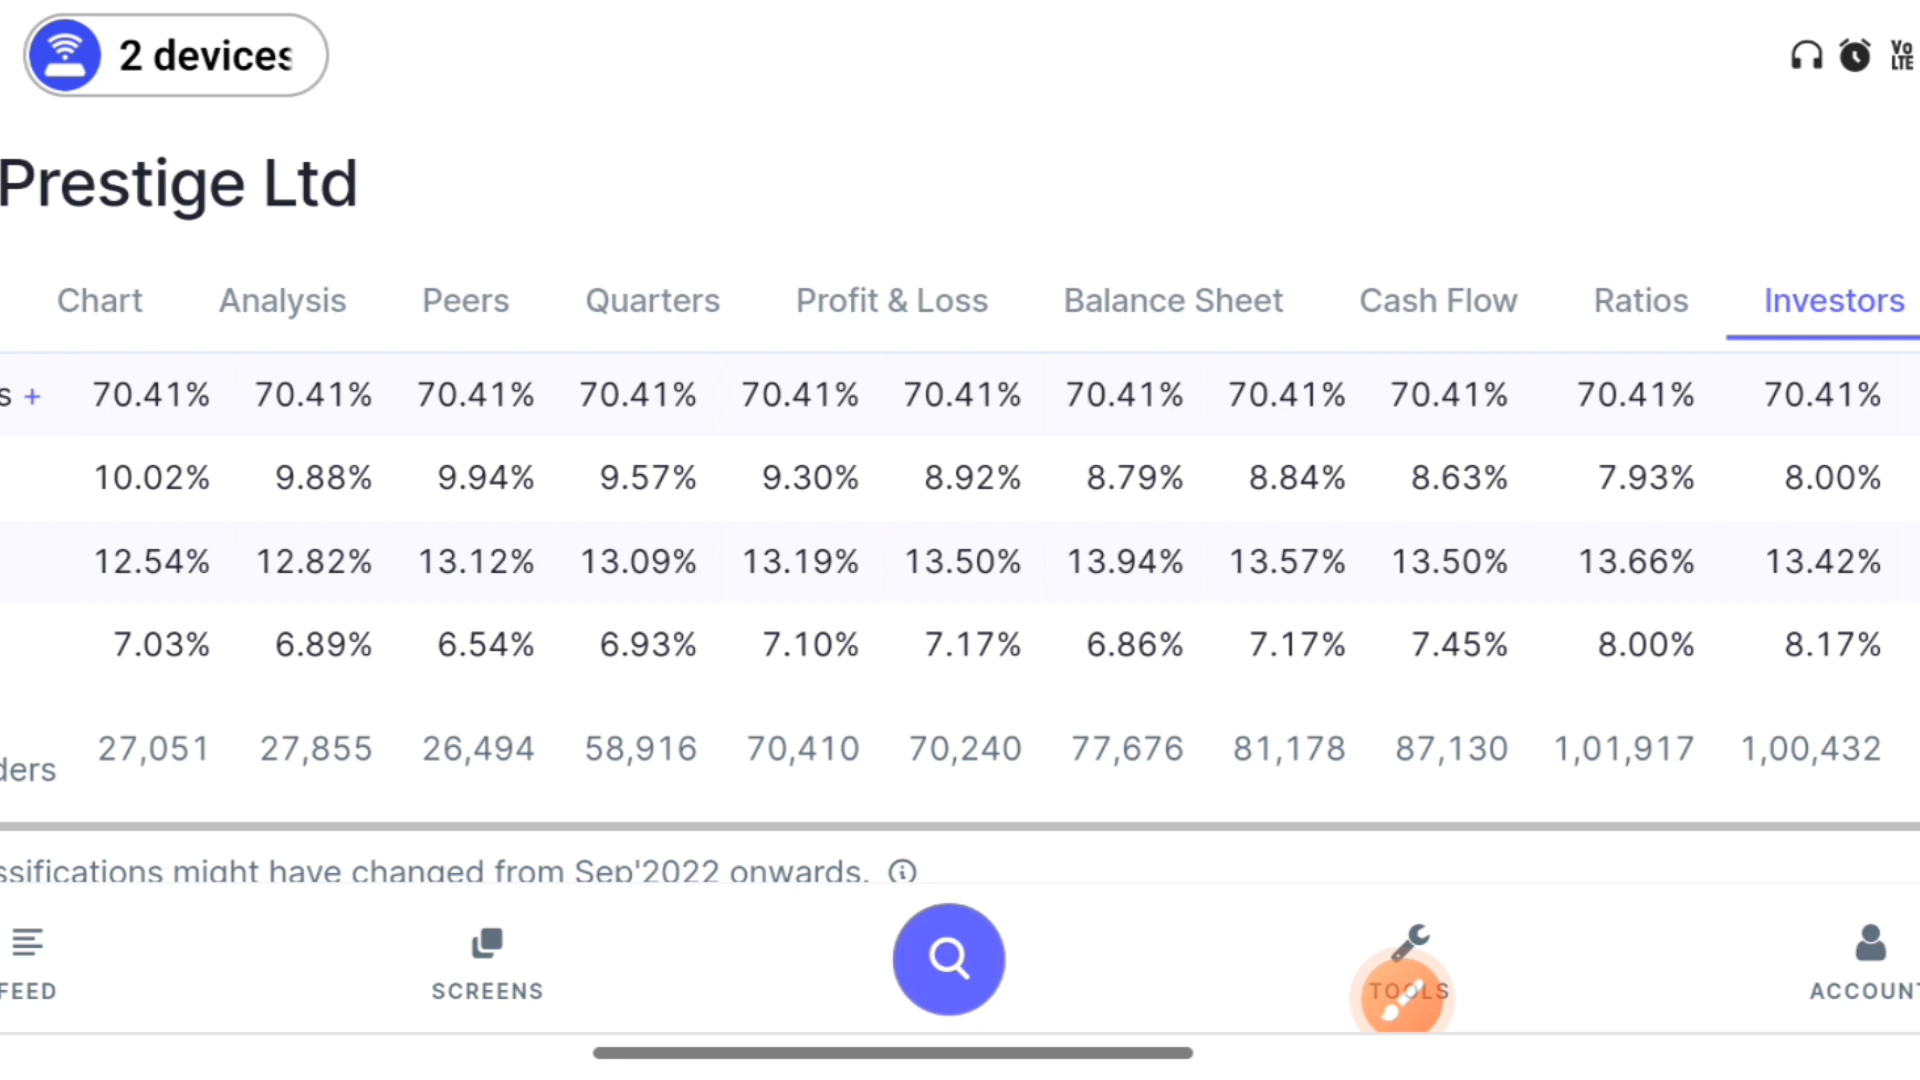 2 devices
Vo LTE
Prestige Ltd
Chart Analysis Peers Quarters Profit & Loss Balance Sheet Cash Flow Ratios Investors
s + 70.41% 70.41% 70.41% 70.41% 70.41% 70.41% 70.41% 70.41% 70.41% 70.41% 70.41%
10.02% 9.88% 9.94% 9.57% 9.30% 8.92% 8.79% 8.84% 8.63% 7.93% 8.00%
12.54% 12.82% 13.12% 13.09% 13.19% 13.50% 13.94% 13.57% 13.50% 13.66% 13.42%
7.03% 6.89% 6.54% 6.93% 7.10% 7.17% 6.86% 7.17% 7.45% 8.00% 8.17%
ders 27,051 27,855 26,494 58,916 70,410 70,240 77,676 81,178 87,130 1,01,917 1,00,432
ssifications might have changed from Sep'2022 onwards.
FEED SCREENS TOOLS ACCOUNT